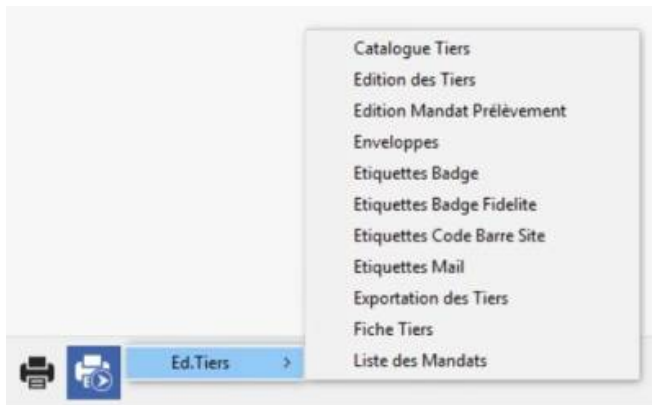 Catalogue Tiers
Edition des Tiers
Edition Mandat Prélèvement
Enveloppes
Etiquettes Badge
Etiquettes Badge Fidelite
Etiquettes Code Barre Site
Etiquettes Mail
Exportation des Tiers
Fiche Tiers
Liste des Mandats
Ed.Tiers >
E